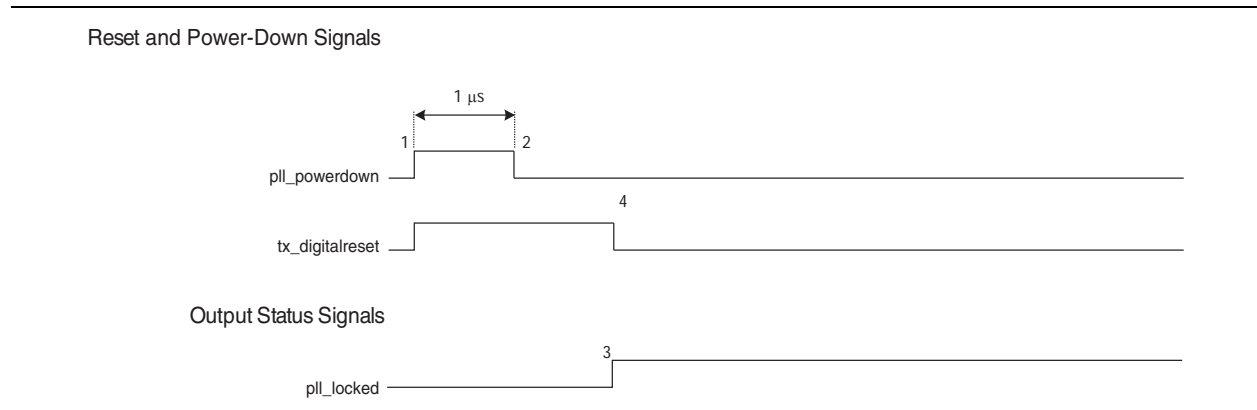 Reset and Power-Down Signals
1 μs
1
2
pll_powerdown
4
tx_digitalreset
Output Status Signals
3
pll_locked